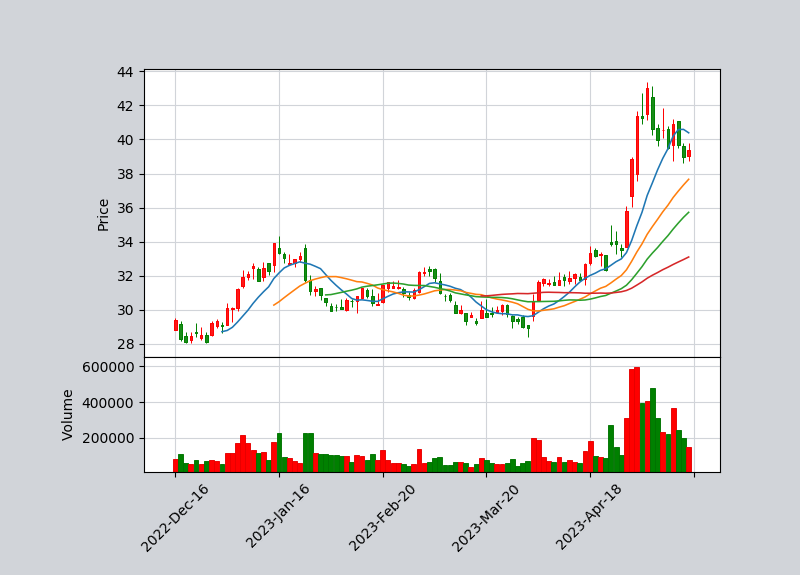 44
42
40
38
36
34
32
30
28
Price
600000
400000
200000
Volume
2022-Dec-16
2023-Jan-16
2023-Feb-20
2023-Mar-20
2023-Apr-18